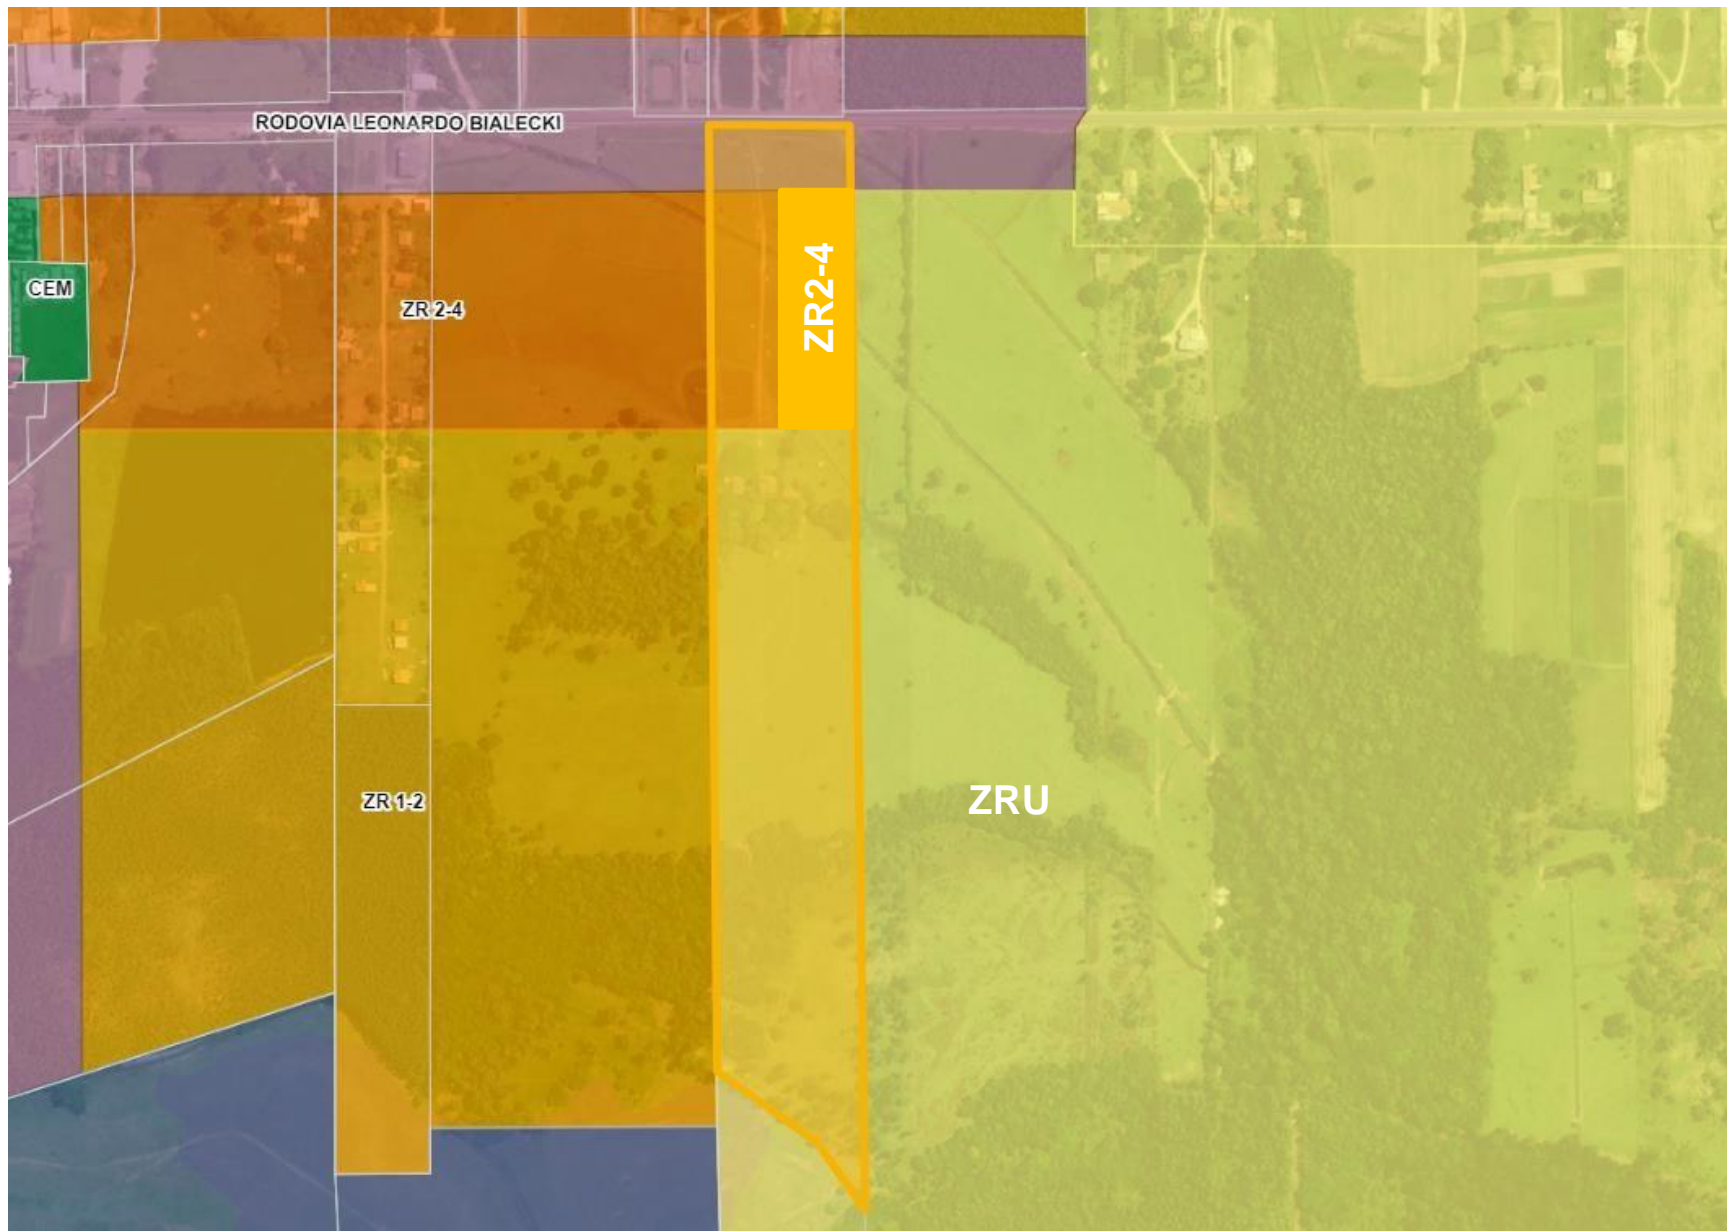 RODOVIA LEONARDO BIALECKI
CEM
ZR 2-4
ZR2-4
ZR 1-2
ZRU